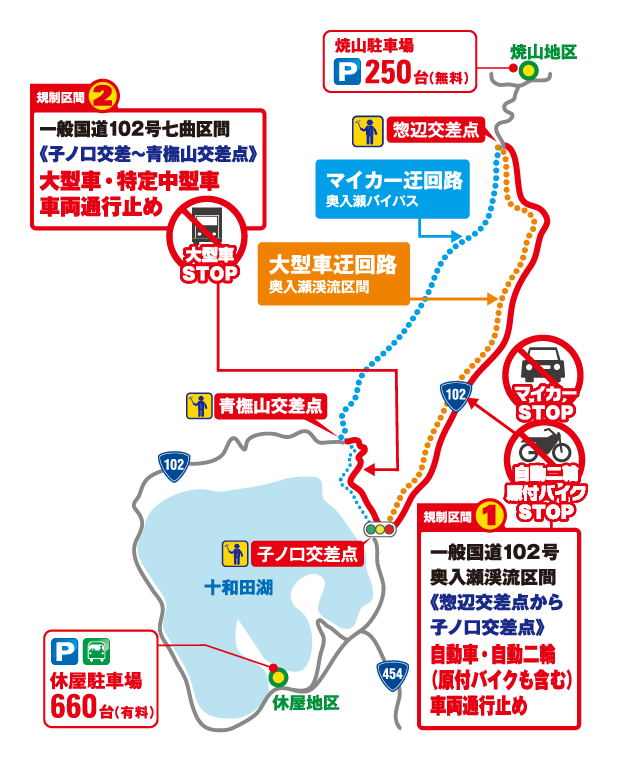 焼山駐車場
P 250台(無料)
焼山地区
規制区間 2
一般国道102号七曲区間
《子ノ口交差〜青橅山交差点》
大型車・特定中型車
車両通行止め
大型車
STOP
惣辺交差点
マイカー迂回路
奥入瀬バイパス
大型車迂回路
奥入瀬渓流区間
マイカー
STOP
102
自動二輪
原付バイク
STOP
青橅山交差点
102
規制区間 1
一般国道102号
奥入瀬渓流区間
《惣辺交差点から
子ノ口交差点》
自動車・自動二輪
(原付バイクも含む)
車両通行止め
子ノ口交差点
十和田湖
P
休屋駐車場
660台(有料)
休屋地区
454